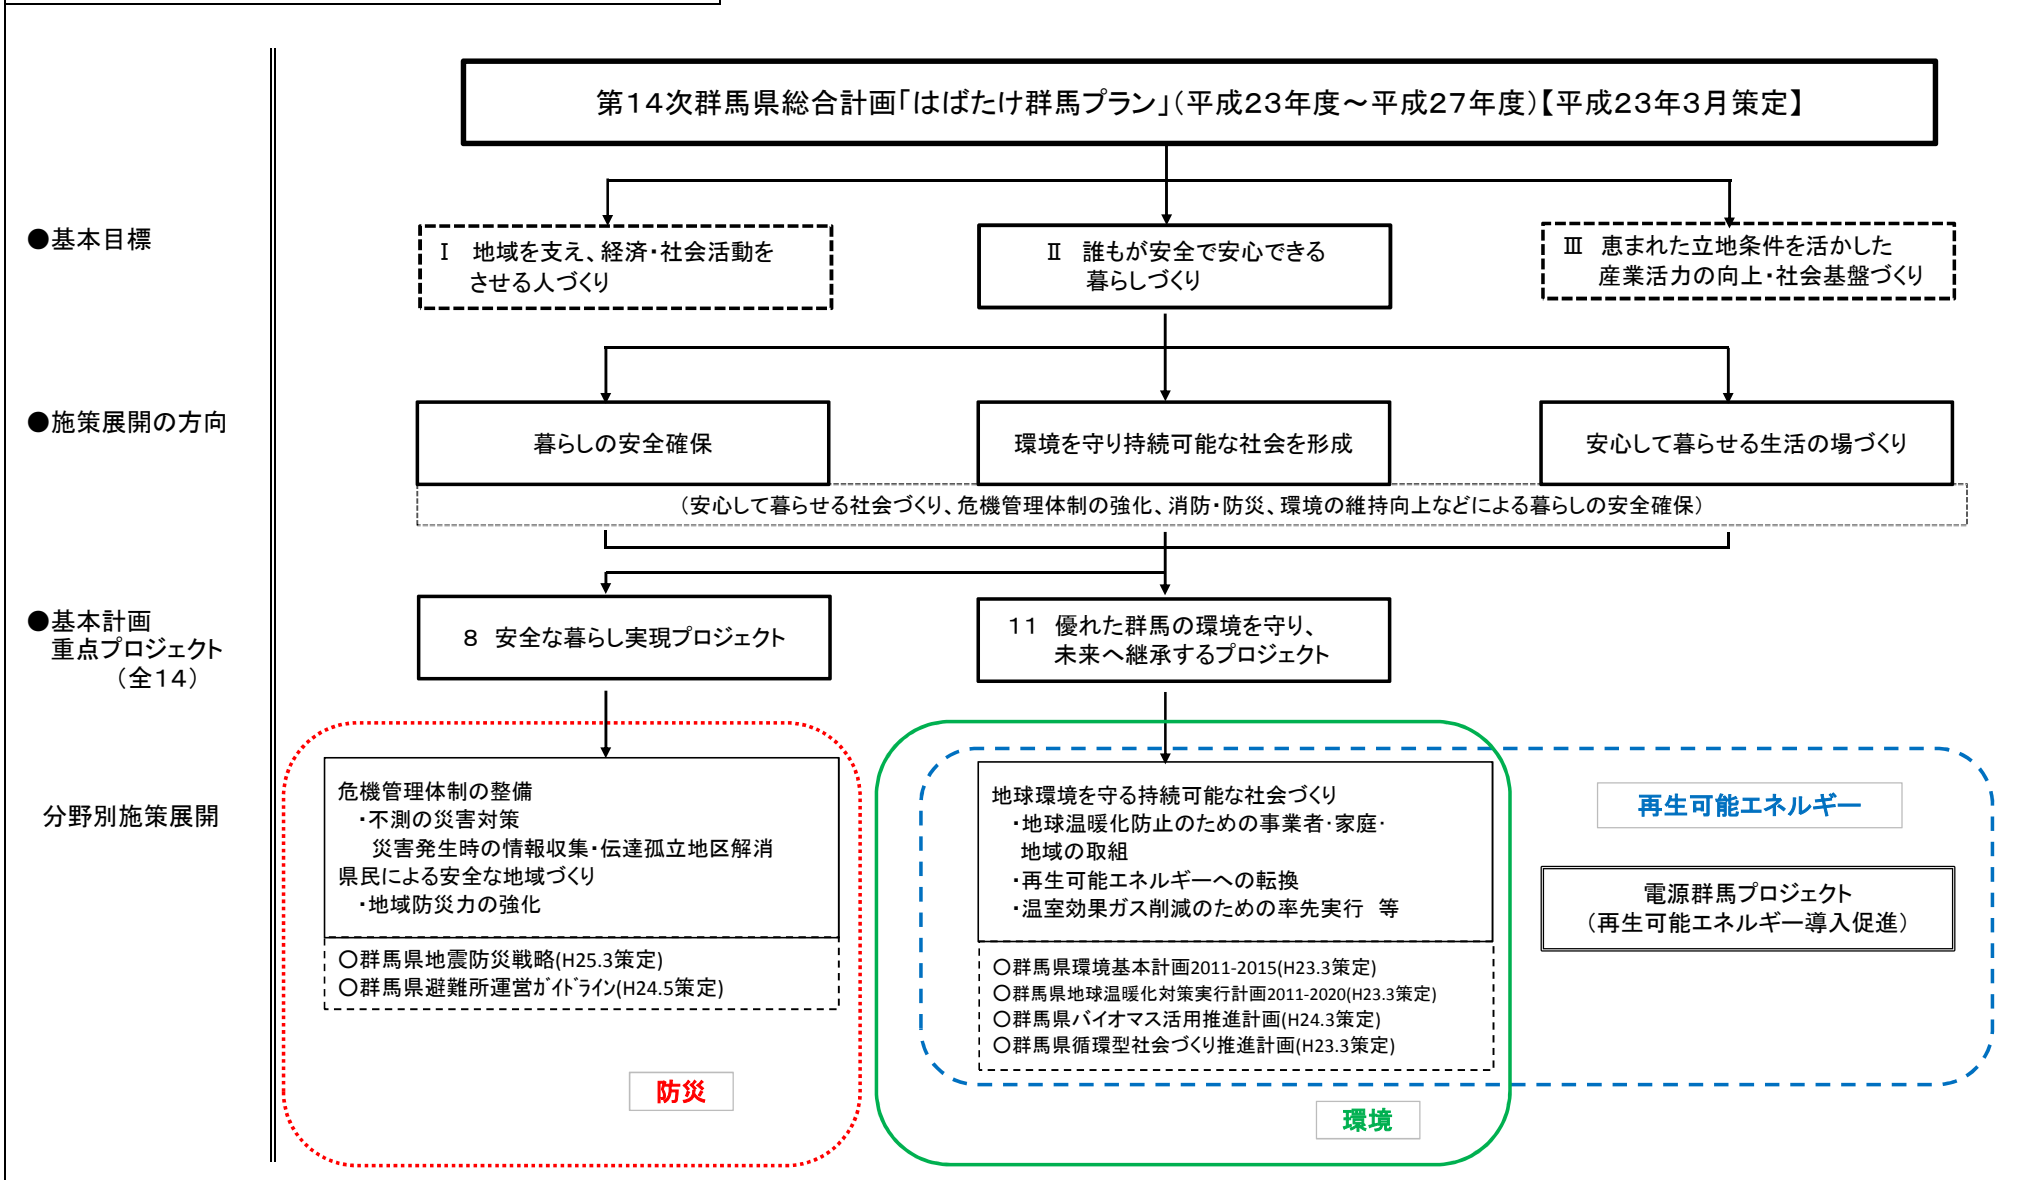 第14次群馬県総合計画「はばたけ群馬プラン」（平成23年度～平成27年度）【平成23年3月策定】
●基本目標
Ⅰ　地域を支え、経済・社会活動を
させる人づくり
Ⅱ　誰もが安全で安心できる
暮らしづくり
Ⅲ　恵まれた立地条件を活かした
産業活力の向上・社会基盤づくり
●施策展開の方向
暮らしの安全確保
環境を守り持続可能な社会を形成
安心して暮らせる生活の場づくり
（安心して暮らせる社会づくり、危機管理体制の強化、消防・防災、環境の維持向上などによる暮らしの安全確保）
●基本計画
重点プロジェクト
（全14）
8　安全な暮らし実現プロジェクト
11　優れた群馬の環境を守り、
未来へ継承するプロジェクト
分野別施策展開
危機管理体制の整備
・不測の災害対策
災害発生時の情報収集・伝達孤立地区解消
県民による安全な地域づくり
・地域防災力の強化
○群馬県地震防災戦略(H25.3策定)
○群馬県避難所運営ｶﾞｲﾄﾞﾗｲﾝ(H24.5策定)
防災
地球環境を守る持続可能な社会づくり
・地球温暖化防止のための事業者・家庭・
地域の取組
・再生可能エネルギーへの転換
・温室効果ガス削減のための率先実行　等
○群馬県環境基本計画2011-2015(H23.3策定)
○群馬県地球温暖化対策実行計画2011-2020(H23.3策定)
○群馬県バイオマス活用推進計画(H24.3策定)
○群馬県循環型社会づくり推進計画(H23.3策定)
環境
再生可能エネルギー
電源群馬プロジェクト
（再生可能エネルギー導入促進）